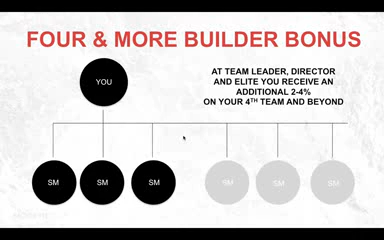 FOUR & MORE BUILDER BONUS
YOU
AT TEAM LEADER, DIRECTOR
AND ELITE YOU RECEIVE AN
ADDITIONAL 2-4%
ON YOUR 4TH TEAM AND BEYOND
SM SM SM SM SM SM